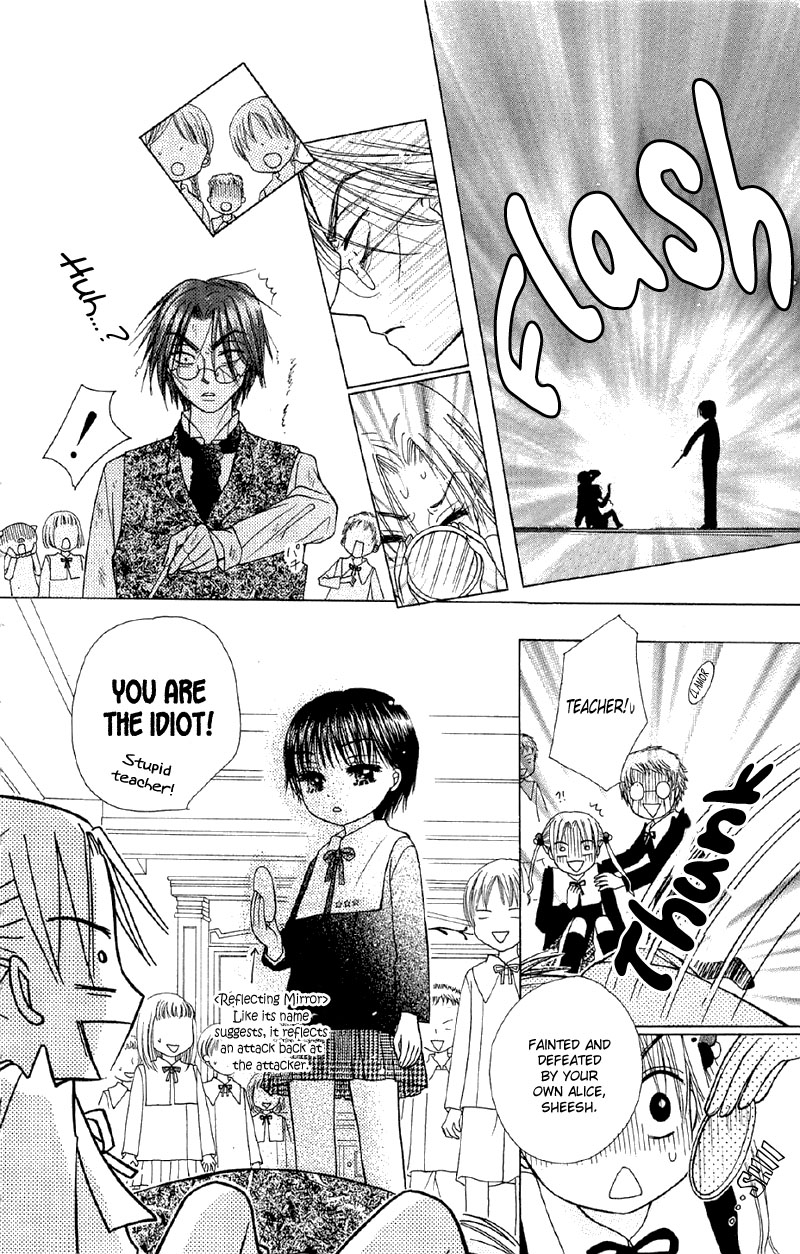 Flash
Huh...?
!
TEACHER!
CLAMOR
?!
Thunk
YOU ARE
THE IDIOT!
Stupid
teacher!
<Reflecting Mirror>
Like its name
suggests, it reflects
an attack back at
the attacker.
FAINTED AND
DEFEATED
BY YOUR
OWN ALICE,
SHEESH.